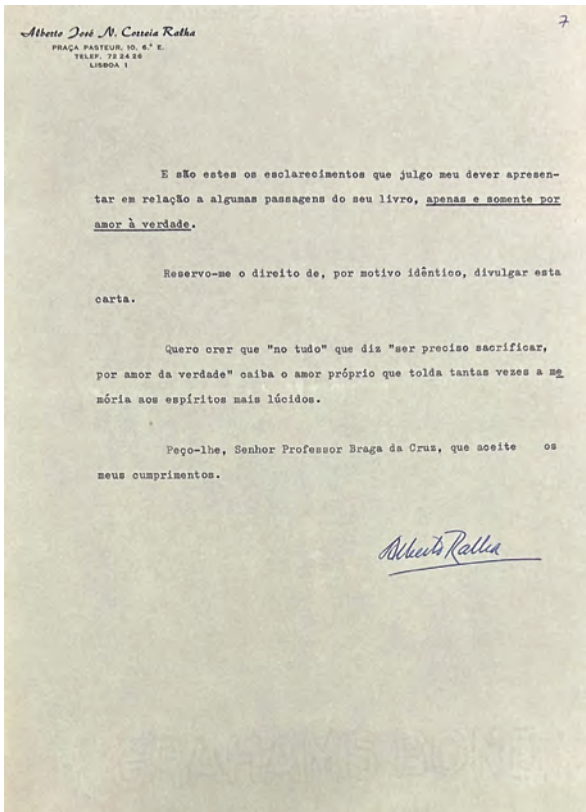 7
Alberto José N. Correia Ralha
PRAÇA PASTEUR, 10, 6.º E.
TELEF. 72 24 26
LISBOA 1
E são estes os esclarecimentos que julgo meu dever apresen-
tar em relação a algumas passagens do seu livro, apenas e somente por
amor à verdade.
Reservo-me o direito de, por motivo idêntico, divulgar esta
carta.
Quero crer que "no tudo" que diz "ser preciso sacrificar,
por amor da verdade" caiba o amor próprio que tolda tantas vezes a me
mória aos espíritos mais lúcidos.
Peço-lhe, Senhor Professor Braga da Cruz, que aceite os
meus cumprimentos.
Alberto Ralha